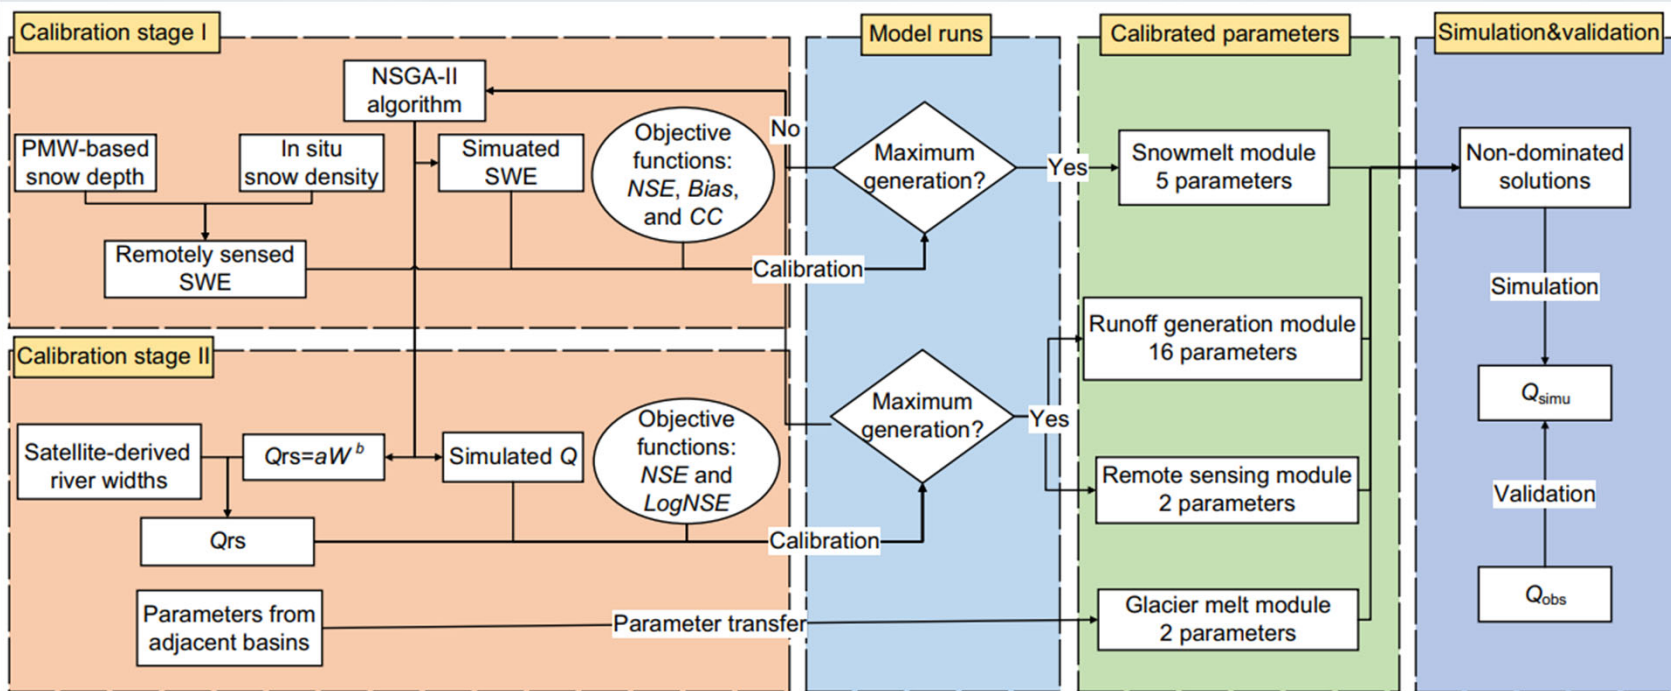 Calibration stage I
Model runs
Calibrated parameters
Simulation&validation
NSGA-II
algorithm
PMW-based
snow depth
In situ
snow density
Simuated
SWE
Objective
functions:
NSE, Bias,
and CC
Remotely sensed
SWE
No
Calibration
Maximum
generation?
Yes
Snowmelt module
5 parameters
Non-dominated
solutions
Calibration stage II
Satellite-derived
river widths
Qrs=aW^b
Simulated Q
Objective
functions:
NSE and
LogNSE
Qrs
Calibration
Parameters from
adjacent basins
Parameter transfer
Maximum
generation?
Yes
Runoff generation module
16 parameters
Remote sensing module
2 parameters
Glacier melt module
2 parameters
Simulation
Qsimu
Validation
Qobs